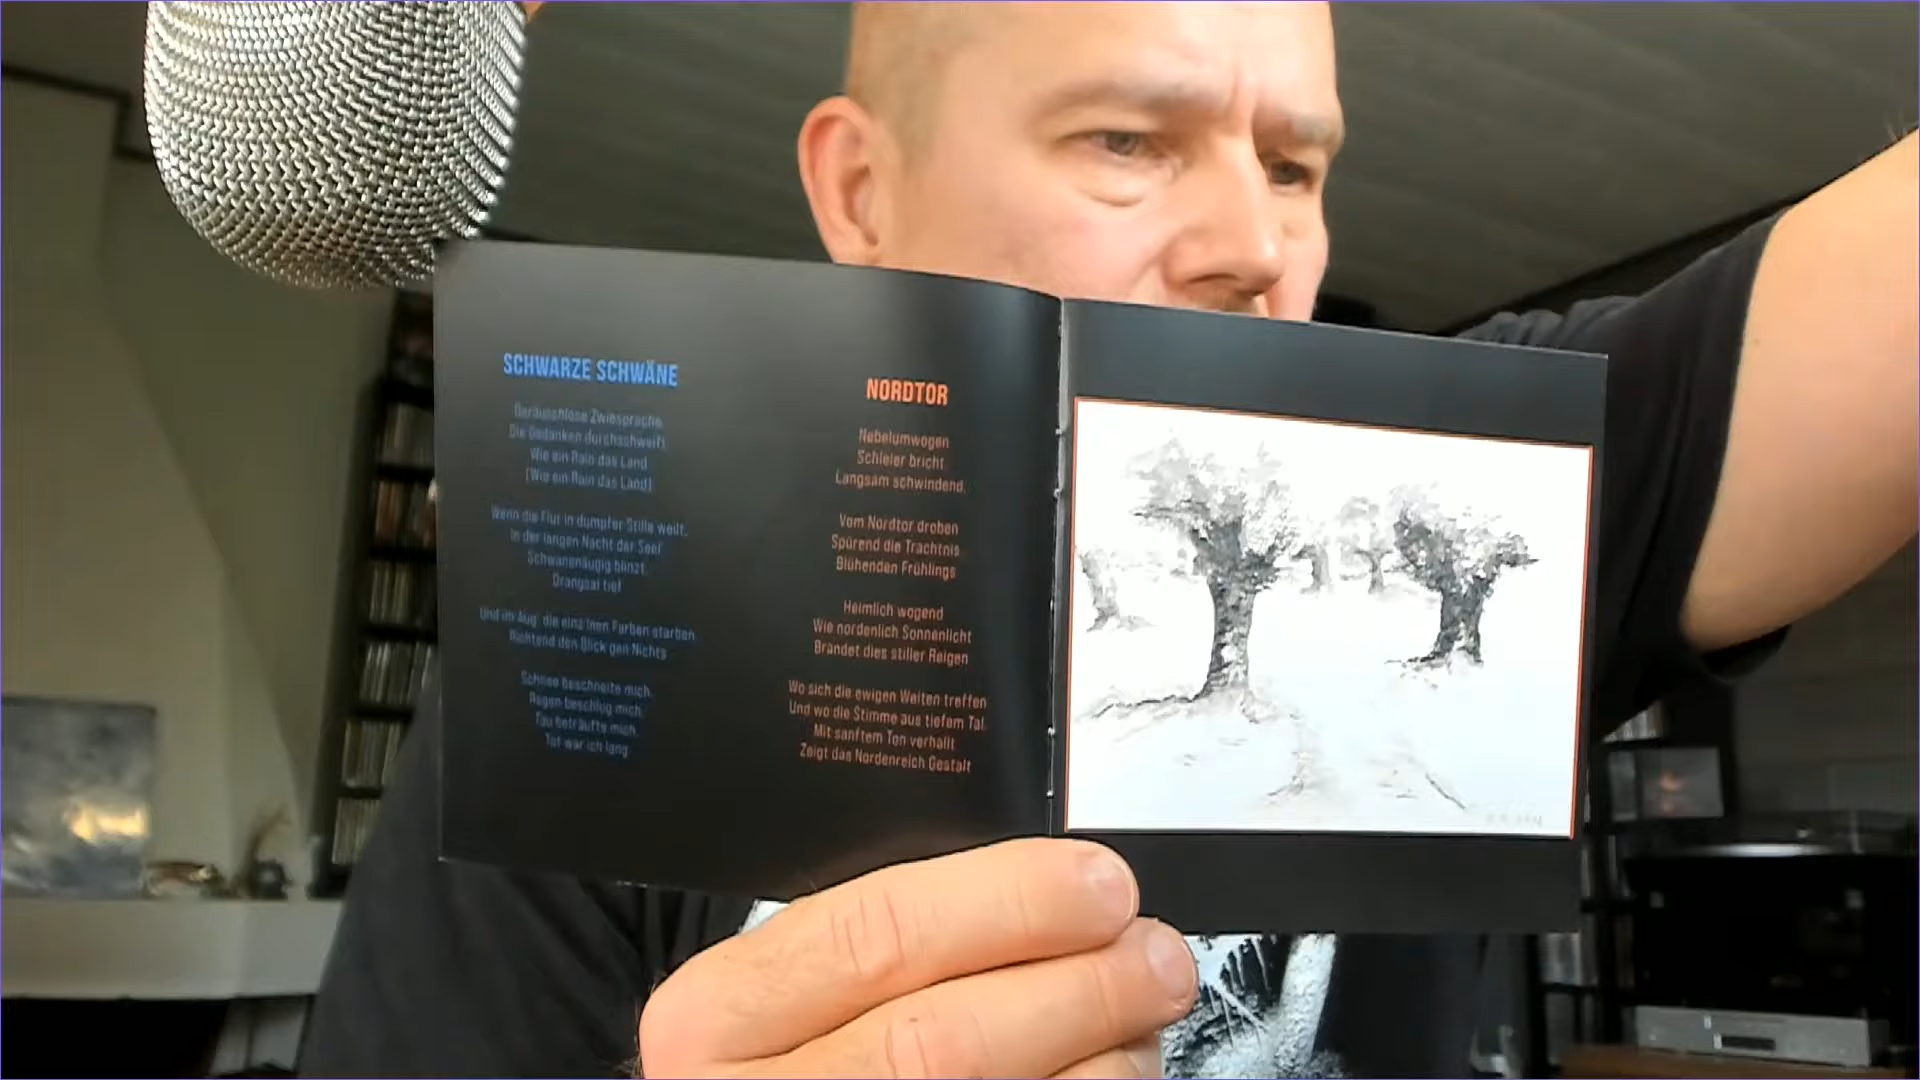 SCHWARZE SCHWÄNE
Geräuschlose Zwiesprache
Die Gedanken durchschweift
Wie ein Rain das Land
(Wie ein Rain das Land)
Wenn die Flut in dumpfer Stille weilt,
In der langen Nacht der Seel'
Schwanenäugig blinzt,
Drangsal tief
Und im Aug' die einz'lnen Farben starben
Richtend den Blick gen Nichts
Schnee beschneite mich,
Regen beschlug mich,
Tau beträufte mich,
Tot war ich lang
NORDTOR
Nebelumwogen
Schleier bricht
Langsam schwindend,
Vom Nordtor droben
Spürend die Trachtnis
Blühenden Frühlings
Heimlich wogend
Wie nordenlich Sonnenlicht
Brandet dies stiller Reigen
Wo sich die ewigen Weiten treffen
Und wo die Stimme aus tiefem Tal,
Mit sanftem Ton verhallt
Zeigt das Nordenreich Gestalt